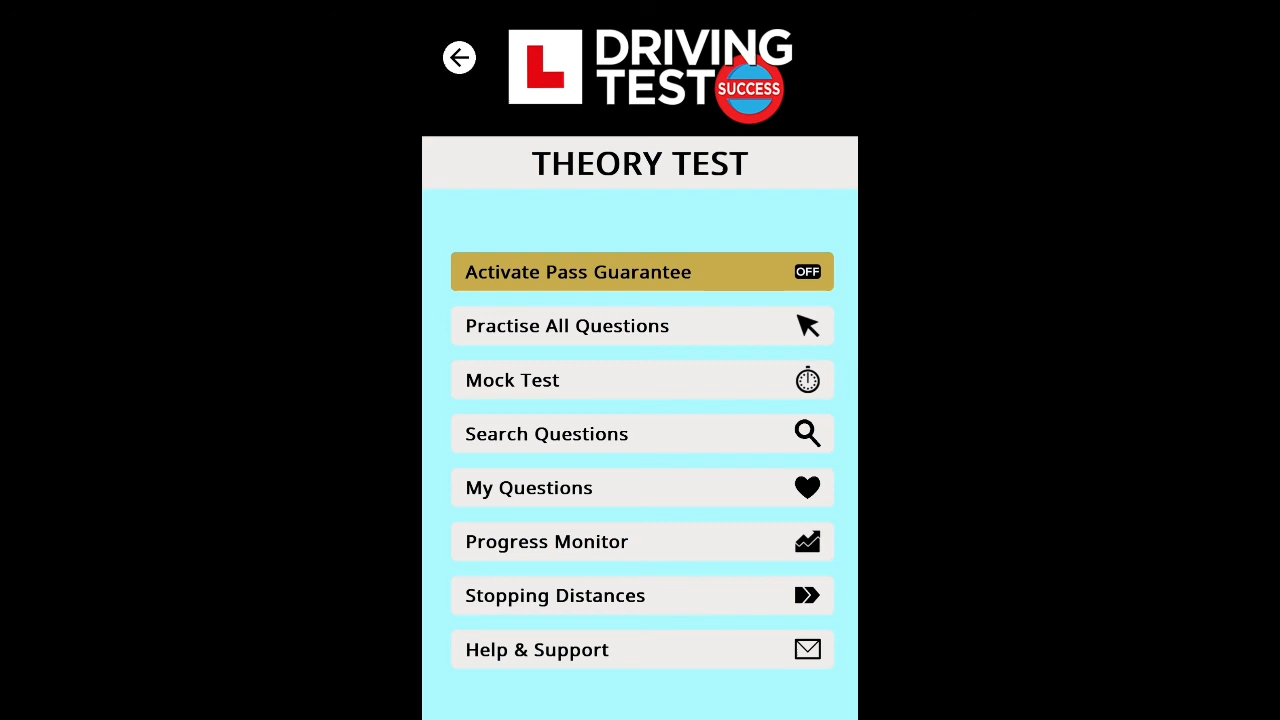 L
DRIVING
TEST
SUCCESS
THEORY TEST
Activate Pass Guarantee OFF
Practise All Questions
Mock Test
Search Questions
My Questions
Progress Monitor
Stopping Distances
Help & Support